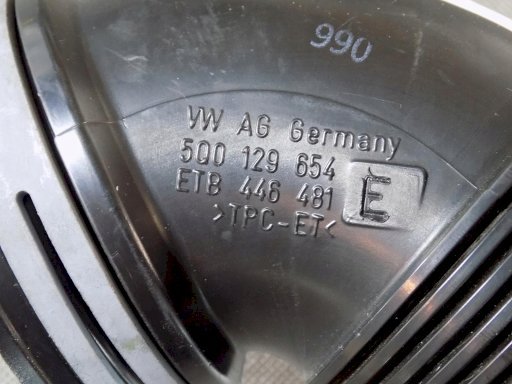 990
VW AG Germany
5Q0 129 654
ETB 446 481 E
>TPC-ET<